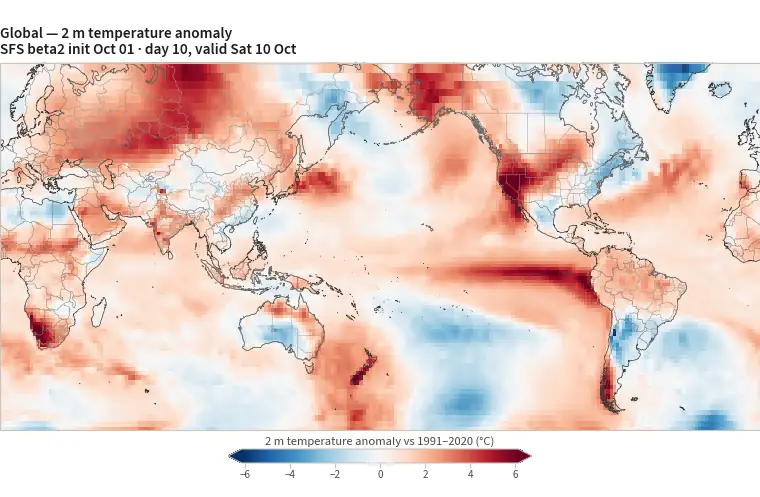 Global — 2 m temperature anomaly
SFS beta2 init Oct 01 · day 10, valid Sat 10 Oct
2 m temperature anomaly vs 1991–2020 (°C)
−6 −4 −2 0 2 4 6